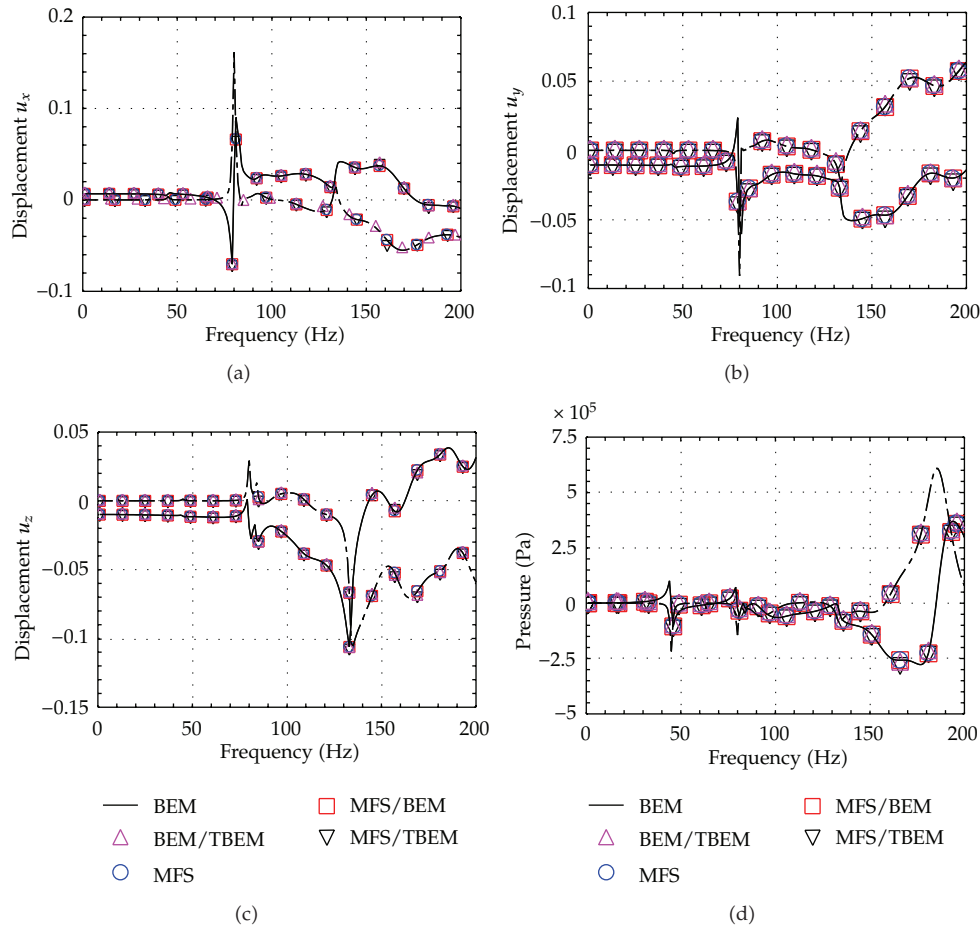 0.2
0.1
0
−0.1
Displacement u_x
0 50 100 150 200
Frequency (Hz)
(a)
0.1
0.05
0
−0.05
−0.1
Displacement u_y
0 50 100 150 200
Frequency (Hz)
(b)
0.05
0
−0.05
−0.1
−0.15
Displacement u_z
0 50 100 150 200
Frequency (Hz)
× 10⁵
7.5
5
2.5
0
−2.5
−5
Pressure (Pa)
0 50 100 150 200
Frequency (Hz)
BEM MFS/BEM
BEM/TBEM MFS/TBEM
MFS
(c)
BEM MFS/BEM
BEM/TBEM MFS/TBEM
MFS
(d)